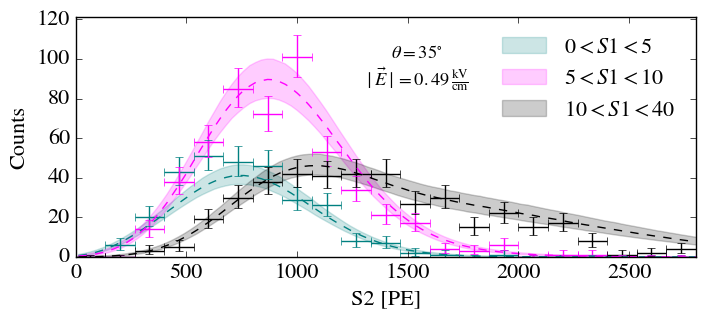 120
100
80
60
40
20
0
Counts
0 500 1000 1500 2000 2500
S2 [PE]
θ = 35°
|E⃗| = 0.49 kV/cm
0 < S1 < 5
5 < S1 < 10
10 < S1 < 40